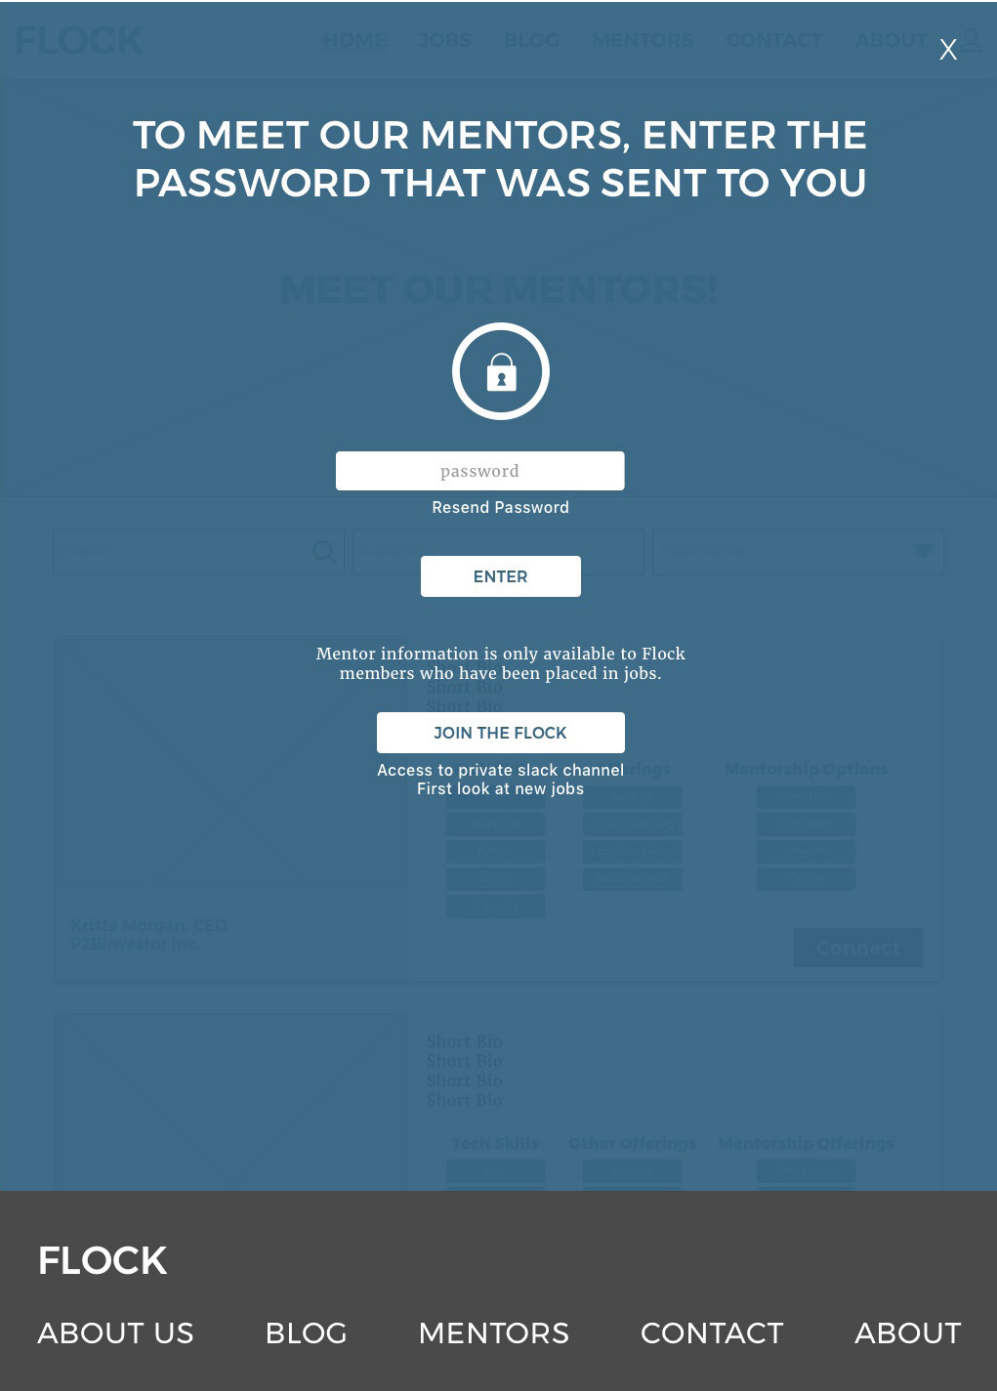 FLOCK
HOME JOBS BLOG MENTORS CONTACT ABOUT
X
TO MEET OUR MENTORS, ENTER THE
PASSWORD THAT WAS SENT TO YOU
MEET OUR MENTORS!
password
Resend Password
ENTER
Mentor information is only available to Flock
members who have been placed in jobs.
Short Bio
Short Bio
JOIN THE FLOCK
Access to private slack channel
First look at new jobs
Mentorship Options
Krista Morgan, CEO
P2Binvestor inc.
Connect
Short Bio
Short Bio
Short Bio
Short Bio
Tech Skills Other Offerings Mentorship Offerings
FLOCK
ABOUT US BLOG MENTORS CONTACT ABOUT